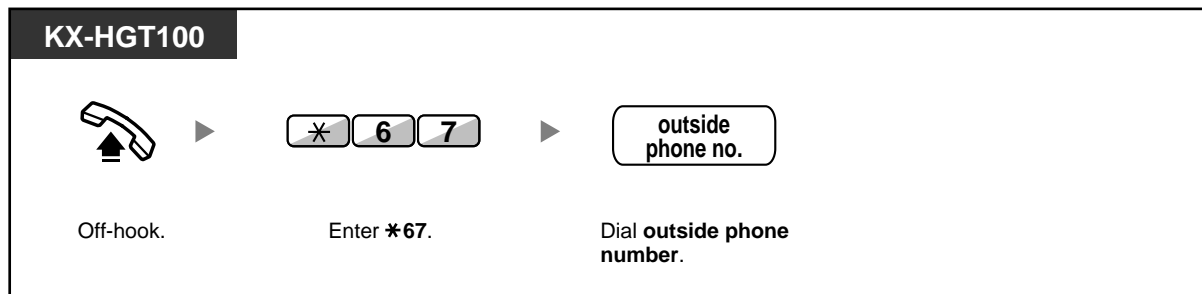 KX-HGT100
* 6 7
outside
phone no.
Off-hook.
Enter *67.
Dial outside phone
number.